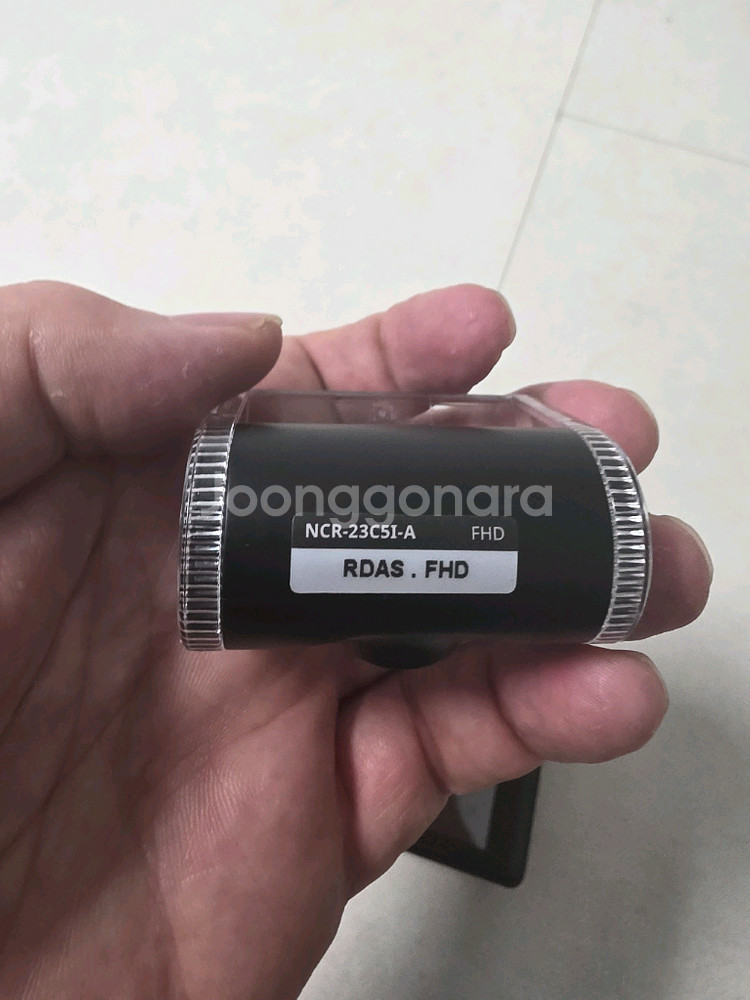 joonggonara
NCR-23C5I-A FHD
RDAS . FHD